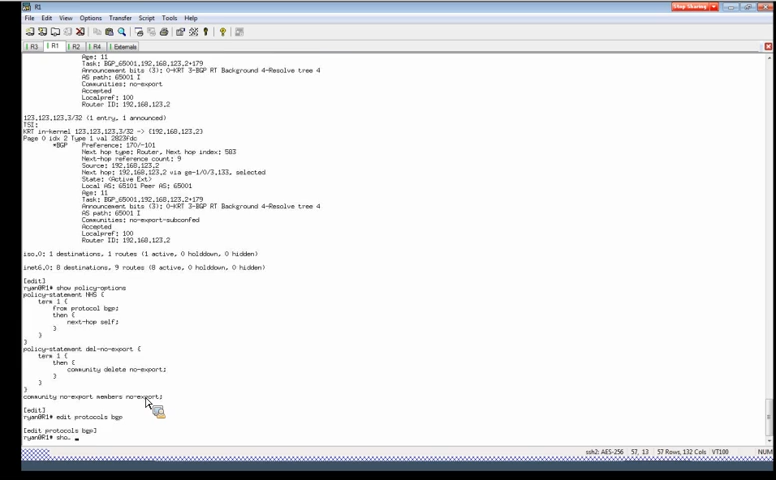 R1
Stop Sharing
File Edit View Options Transfer Script Tools Help
R3 R1 R2 R4 Externals
Age: 11
Task: BGP_65001.192.168.123.2+179
Announcement bits (3): 0-KRT 3-BGP RT Background 4-Resolve tree 4
AS path: 65001 I
Communities: no-export
Accepted
Localpref: 100
Router ID: 192.168.123.2
123.123.123.3/32 (1 entry, 1 announced)
TSI:
KRT in-kernel 123.123.123.3/32 -> {192.168.123.2}
Page 0 idx 2 Type 1 val 2823fdc
*BGP Preference: 170/-101
Next hop type: Router, Next hop index: 583
Next-hop reference count: 9
Source: 192.168.123.2
Next hop: 192.168.123.2 via ge-1/0/3.133, selected
State: <Active Ext>
Local AS: 65101 Peer AS: 65001
Age: 11
Task: BGP_65001.192.168.123.2+179
Announcement bits (3): 0-KRT 3-BGP RT Background 4-Resolve tree 4
AS path: 65001 I
Communities: no-export-subconfed
Accepted
Localpref: 100
Router ID: 192.168.123.2
iso.0: 1 destinations, 1 routes (1 active, 0 holddown, 0 hidden)
inet6.0: 8 destinations, 9 routes (8 active, 0 holddown, 0 hidden)
[edit]
ryan@R1# show policy-options
policy-statement NHS {
term 1 {
from protocol bgp;
then {
next-hop self;
}
}
}
policy-statement del-no-export {
term 1 {
then {
community delete no-export;
}
}
}
community no-export members no-export;
[edit]
ryan@R1# edit protocols bgp
[edit protocols bgp]
ryan@R1# sho.
ssh2: AES-256 57, 13 57 Rows, 132 Cols VT100 NUM